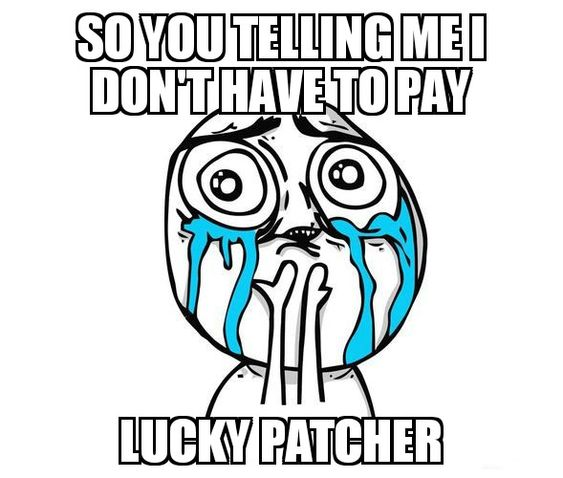 SO YOU TELLING ME I
DON'T HAVE TO PAY
LUCKY PATCHER